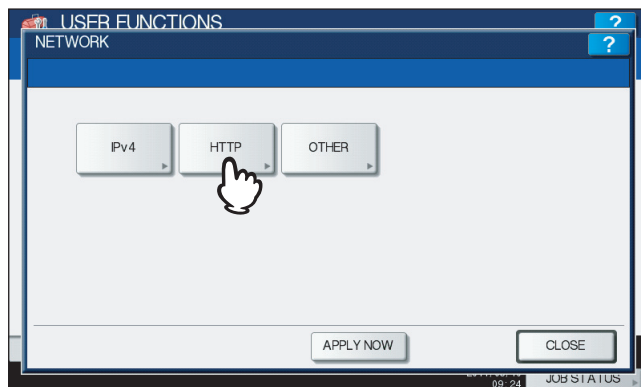 USER FUNCTIONS
?
NETWORK
?
IPv4
HTTP
OTHER
APPLY NOW
CLOSE
09:24
JOB STATUS